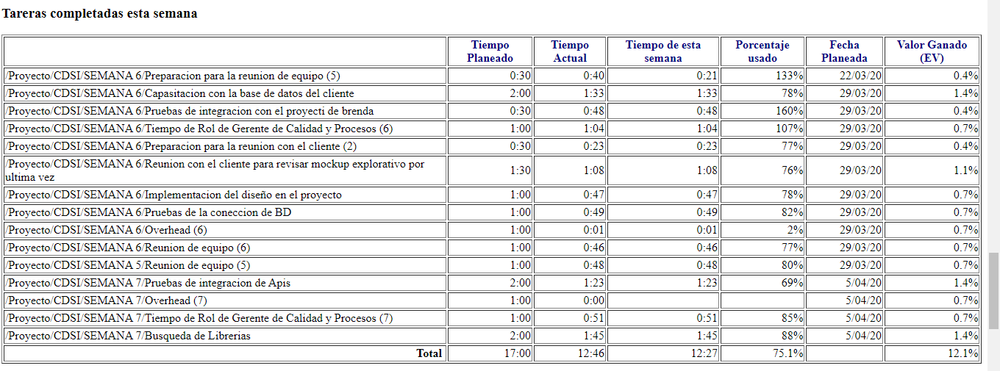 Tareras completadas esta semana
Tiempo Planeado Tiempo Actual Tiempo de esta semana Porcentaje usado Fecha Planeada Valor Ganado (EV)
/Proyecto/CDSI/SEMANA 6/Preparacion para la reunion de equipo (5) 0:30 0:40 0:21 133% 22/03/20 0.4%
/Proyecto/CDSI/SEMANA 6/Capasitacion con la base de datos del cliente 2:00 1:33 1:33 78% 29/03/20 1.4%
/Proyecto/CDSI/SEMANA 6/Pruebas de integracion con el proyecti de brenda 0:30 0:48 0:48 160% 29/03/20 0.4%
/Proyecto/CDSI/SEMANA 6/Tiempo de Rol de Gerente de Calidad y Procesos (6) 1:00 1:04 1:04 107% 29/03/20 0.7%
/Proyecto/CDSI/SEMANA 6/Preparacion para la reunion con el cliente (2) 0:30 0:23 0:23 77% 29/03/20 0.4%
/Proyecto/CDSI/SEMANA 6/Reunion con el cliente para revisar mockup explorativo por ultima vez 1:30 1:08 1:08 76% 29/03/20 1.1%
/Proyecto/CDSI/SEMANA 6/Implementacion del diseño en el proyecto 1:00 0:47 0:47 78% 29/03/20 0.7%
/Proyecto/CDSI/SEMANA 6/Pruebas de la coneccion de BD 1:00 0:49 0:49 82% 29/03/20 0.7%
/Proyecto/CDSI/SEMANA 6/Overhead (6) 1:00 0:01 0:01 2% 29/03/20 0.7%
/Proyecto/CDSI/SEMANA 6/Reunion de equipo (6) 1:00 0:46 0:46 77% 29/03/20 0.7%
/Proyecto/CDSI/SEMANA 5/Reunion de equipo (5) 1:00 0:48 0:48 80% 29/03/20 0.7%
/Proyecto/CDSI/SEMANA 7/Pruebas de integracion de Apis 2:00 1:23 1:23 69% 5/04/20 1.4%
/Proyecto/CDSI/SEMANA 7/Overhead (7) 1:00 0:00 5/04/20 0.7%
/Proyecto/CDSI/SEMANA 7/Tiempo de Rol de Gerente de Calidad y Procesos (7) 1:00 0:51 0:51 85% 5/04/20 0.7%
/Proyecto/CDSI/SEMANA 7/Busqueda de Librerias 2:00 1:45 1:45 88% 5/04/20 1.4%
Total 17:00 12:46 12:27 75.1% 12.1%